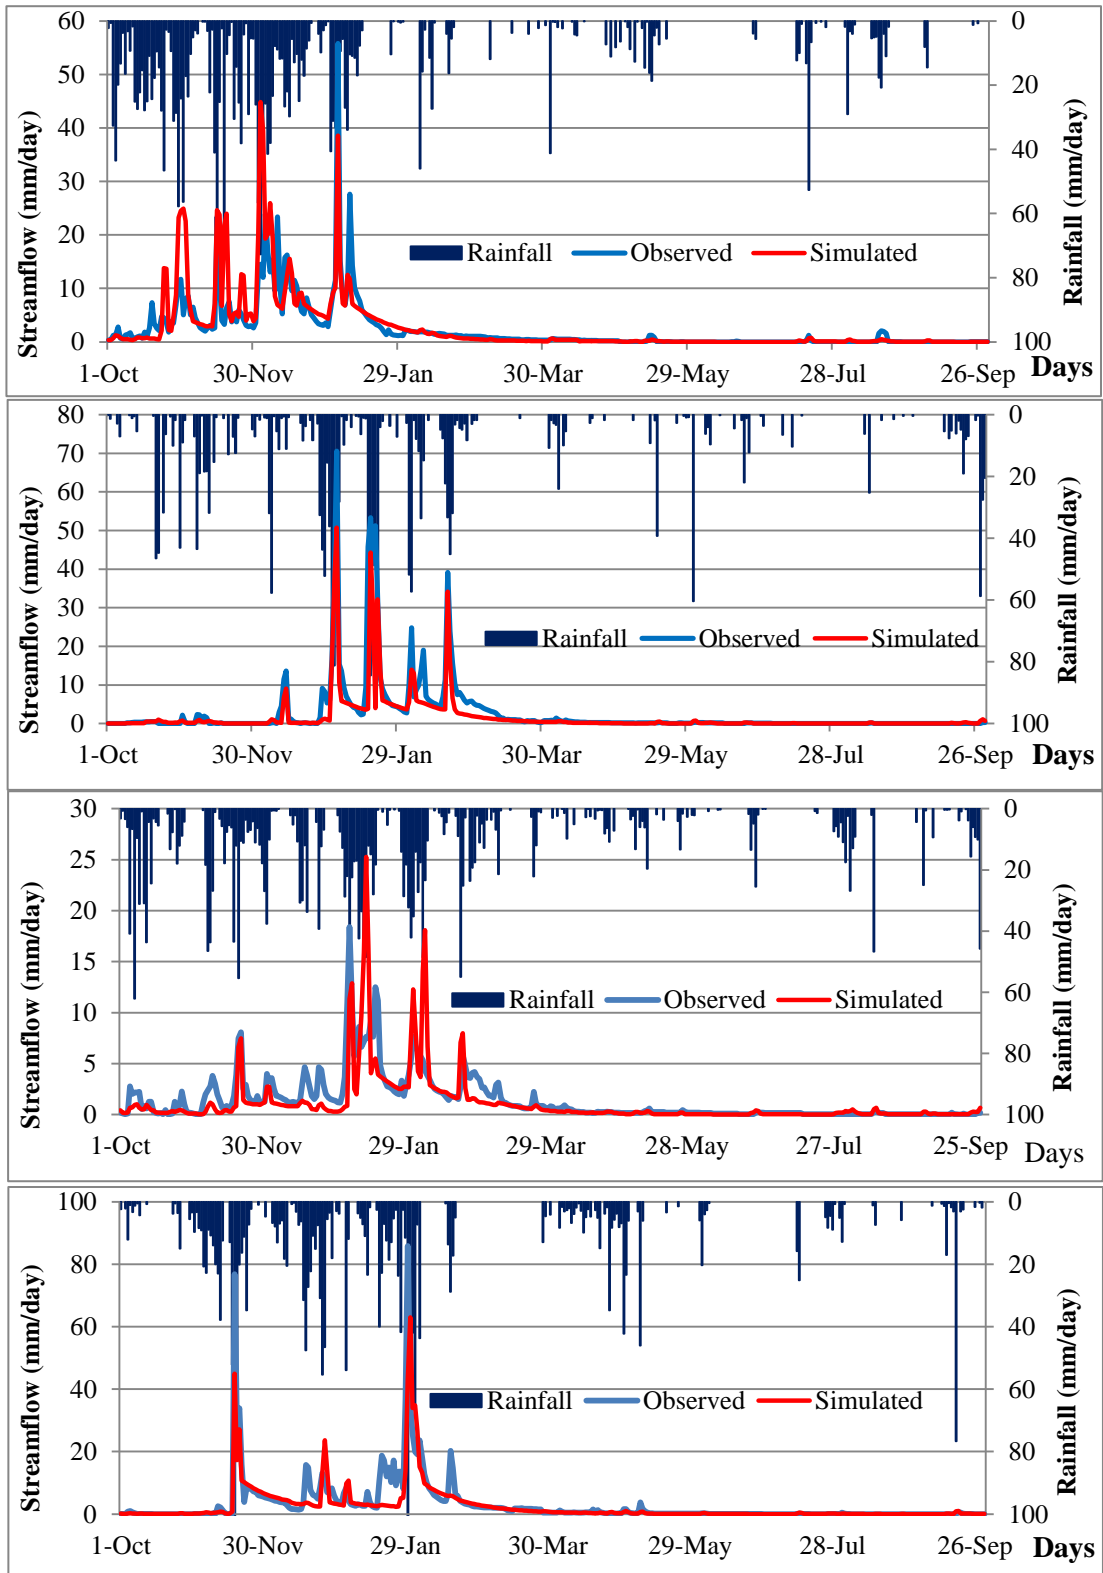 60 0
50 20
40
30 40
20 60
10 80
0 100
Streamflow (mm/day)
Rainfall (mm/day)
Rainfall Observed Simulated
1-Oct 30-Nov 29-Jan 30-Mar 29-May 28-Jul 26-Sep Days
80 0
70
60 20
50
40 40
30 60
20
10 80
0 100
Streamflow (mm/day)
Rainfall (mm/day)
Rainfall Observed Simulated
1-Oct 30-Nov 29-Jan 30-Mar 29-May 28-Jul 26-Sep Days
30 0
25 20
20 40
15
10 60
5 80
0 100
Streamflow (mm/day)
Rainfall (mm/day)
Rainfall Observed Simulated
1-Oct 30-Nov 29-Jan 29-Mar 28-May 27-Jul 25-Sep Days
100 0
80 20
60 40
40 60
20 80
0 100
Streamflow (mm/day)
Rainfall (mm/day)
Rainfall Observed Simulated
1-Oct 30-Nov 29-Jan 30-Mar 29-May 28-Jul 26-Sep Days